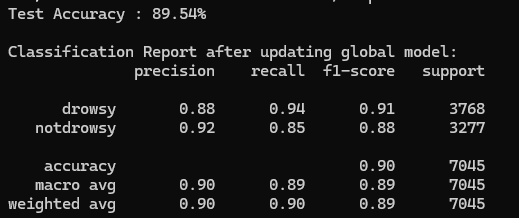 Test Accuracy : 89.54%
Classification Report after updating global model:
precision recall f1-score support
drowsy 0.88 0.94 0.91 3768
notdrowsy 0.92 0.85 0.88 3277
accuracy 0.90 7045
macro avg 0.90 0.89 0.89 7045
weighted avg 0.90 0.90 0.89 7045